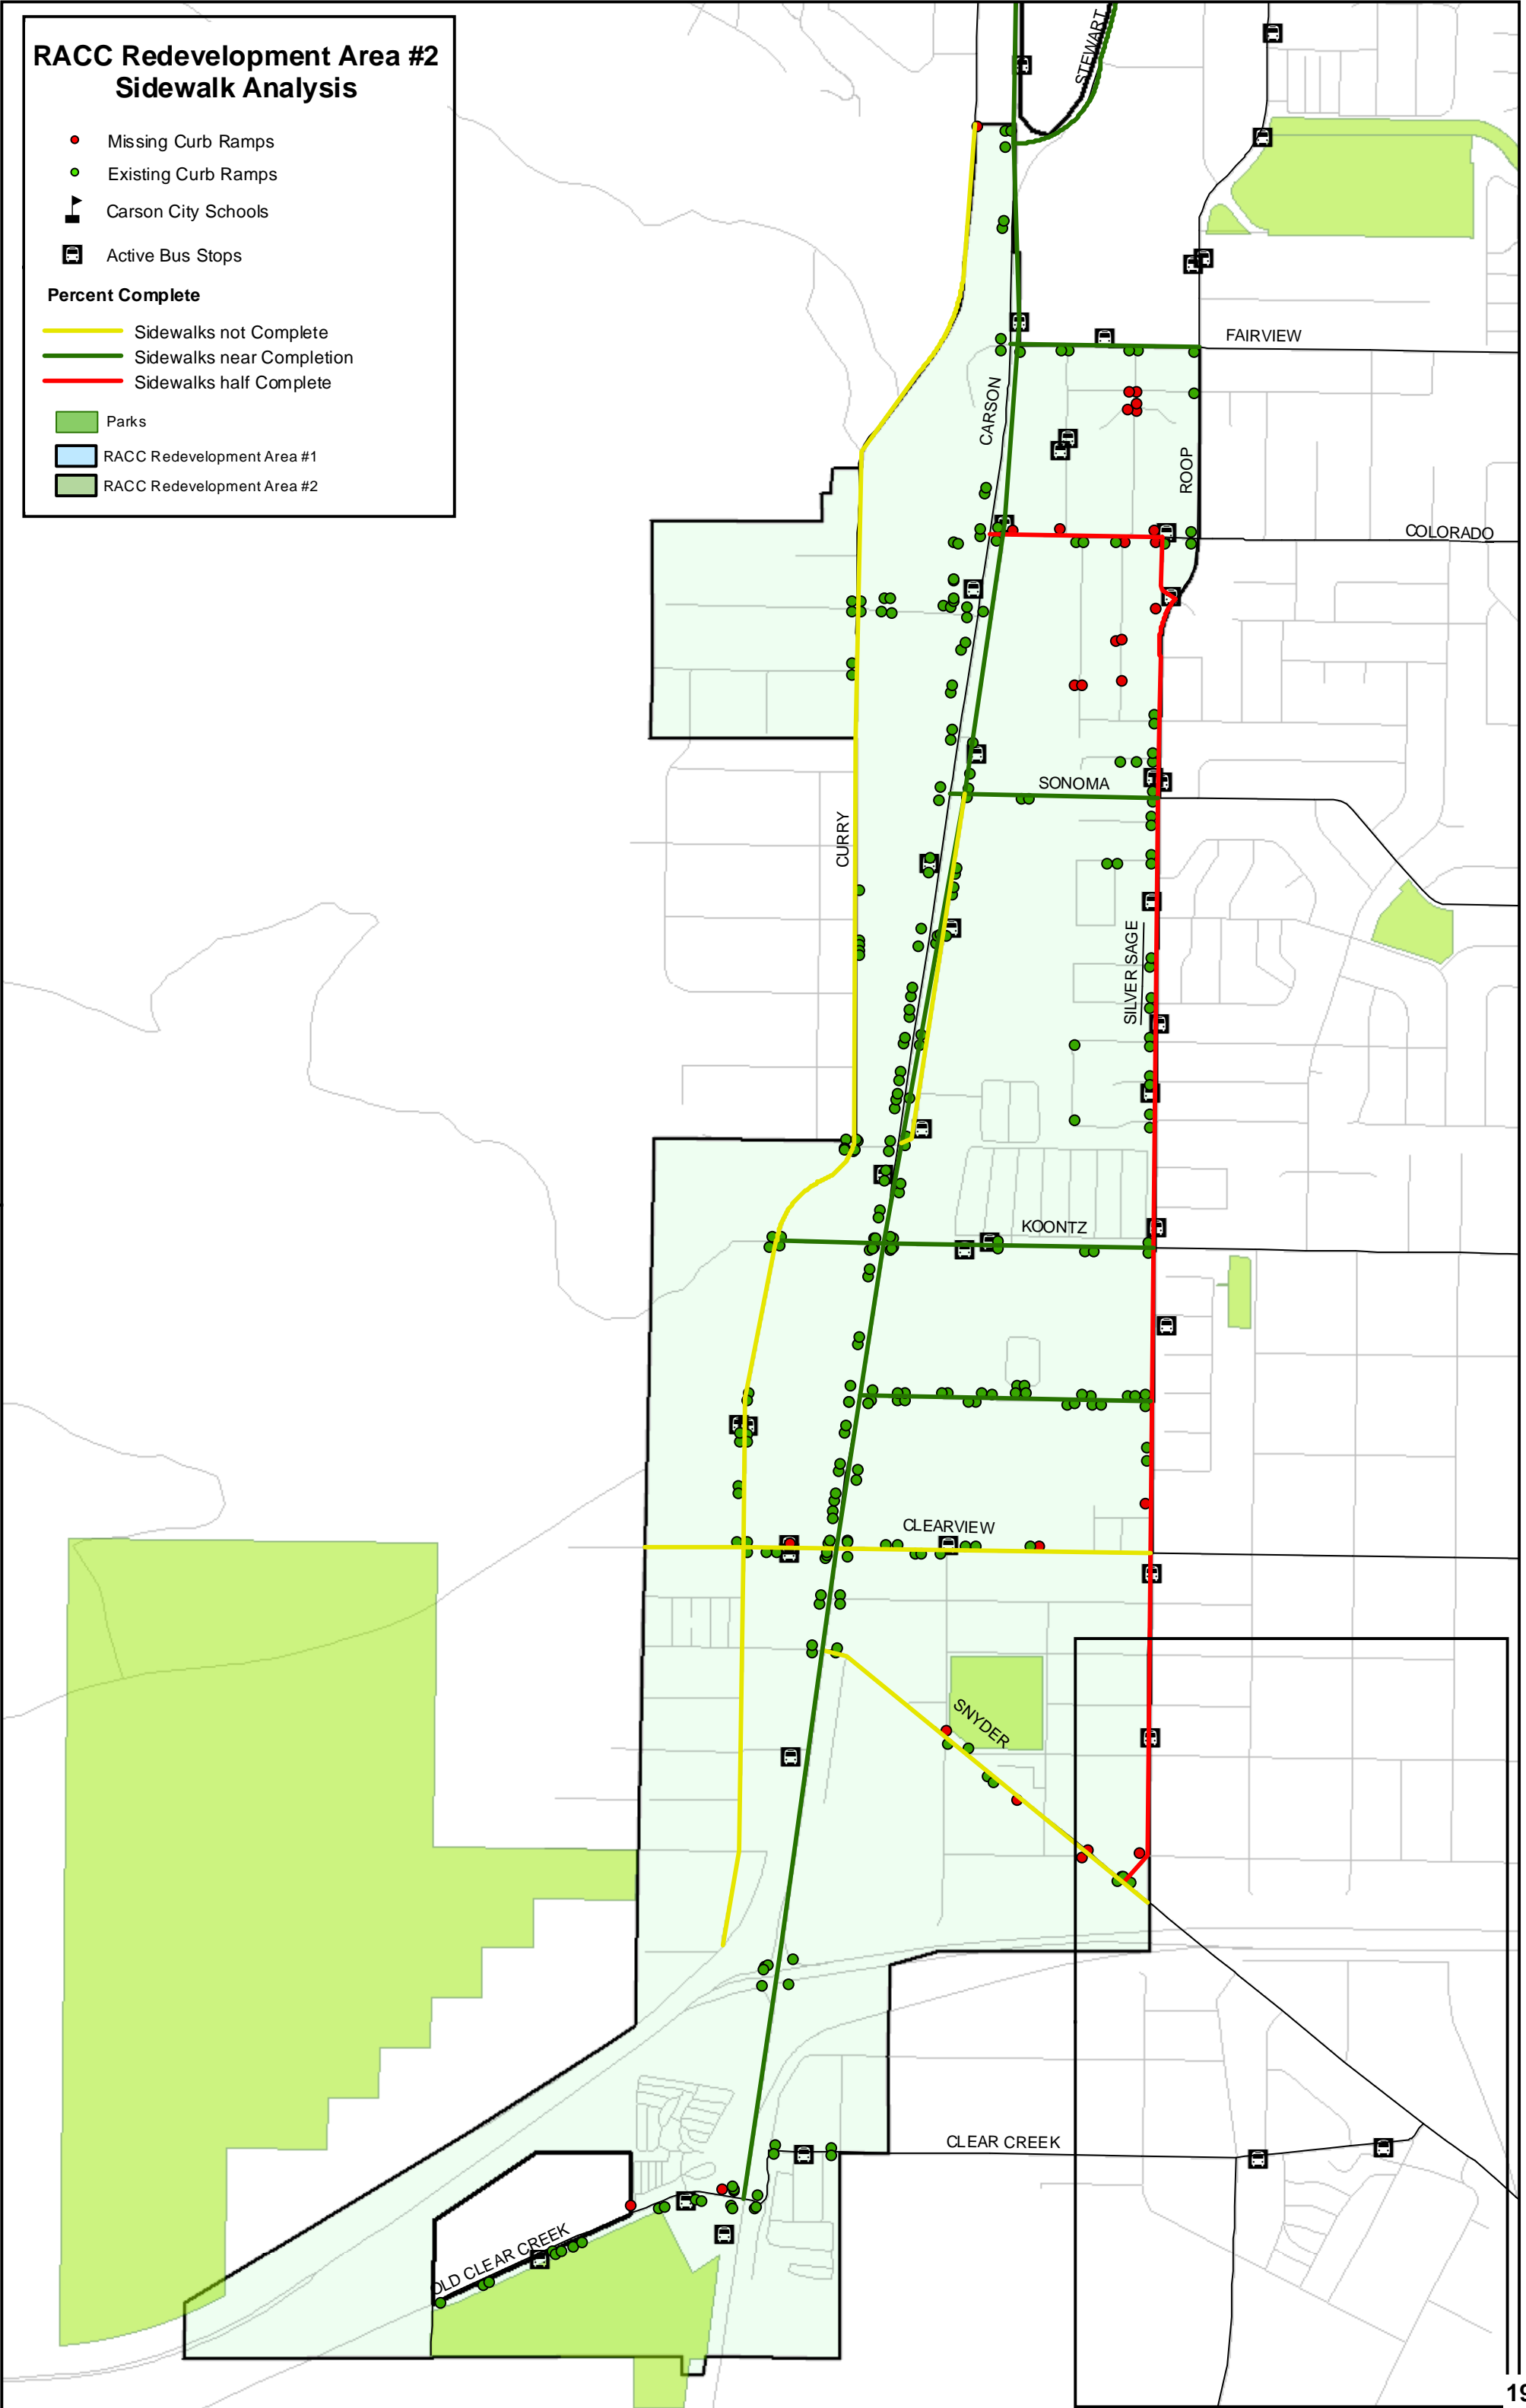 RACC Redevelopment Area #2
Sidewalk Analysis
Missing Curb Ramps
Existing Curb Ramps
Carson City Schools
Active Bus Stops
Percent Complete
Sidewalks not Complete
Sidewalks near Completion
Sidewalks half Complete
Parks
RACC Redevelopment Area #1
RACC Redevelopment Area #2
STEWART
FAIRVIEW
CARSON
ROOP
COLORADO
SONOMA
CURRY
SILVER SAGE
KOONTZ
CLEARVIEW
SNYDER
CLEAR CREEK
OLD CLEAR CREEK